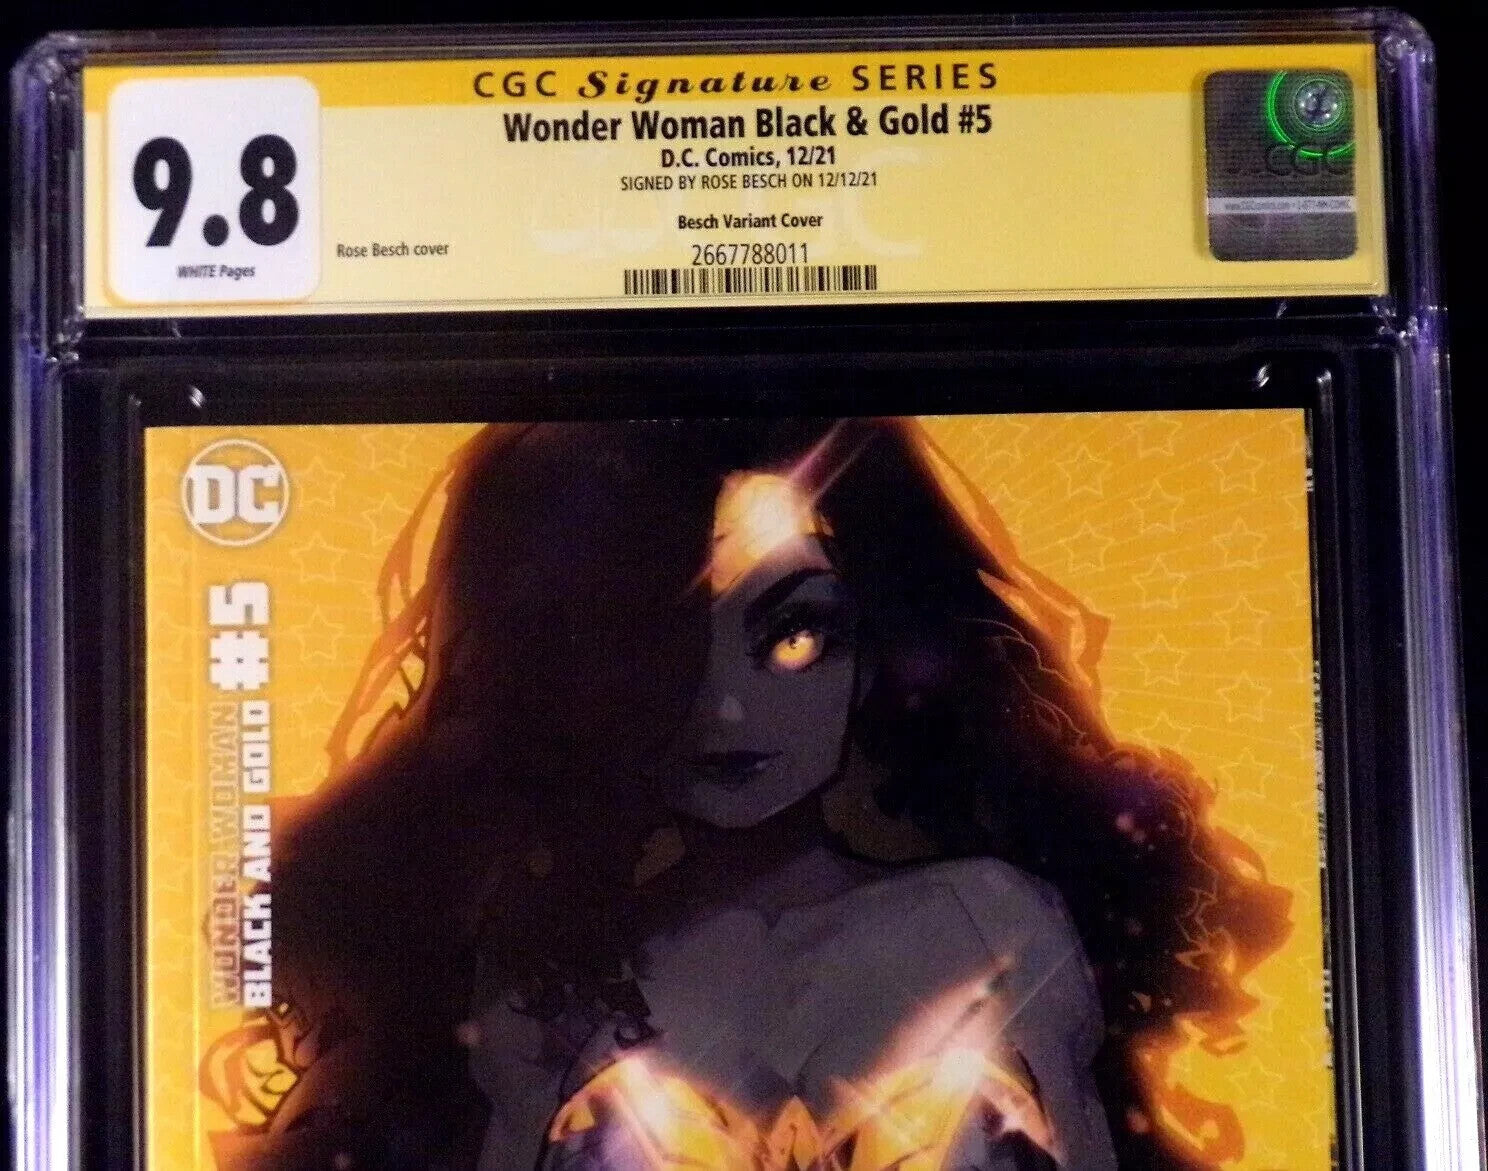 CGC Signature SERIES
Wonder Woman Black & Gold #5
D.C. Comics, 12/21
SIGNED BY ROSE BESCH ON 12/12/21
Besch Variant Cover
2667788011
9.8
WHITE Pages
Rose Besch cover
CGC
DC
WONDER WOMAN
BLACK AND GOLD #5